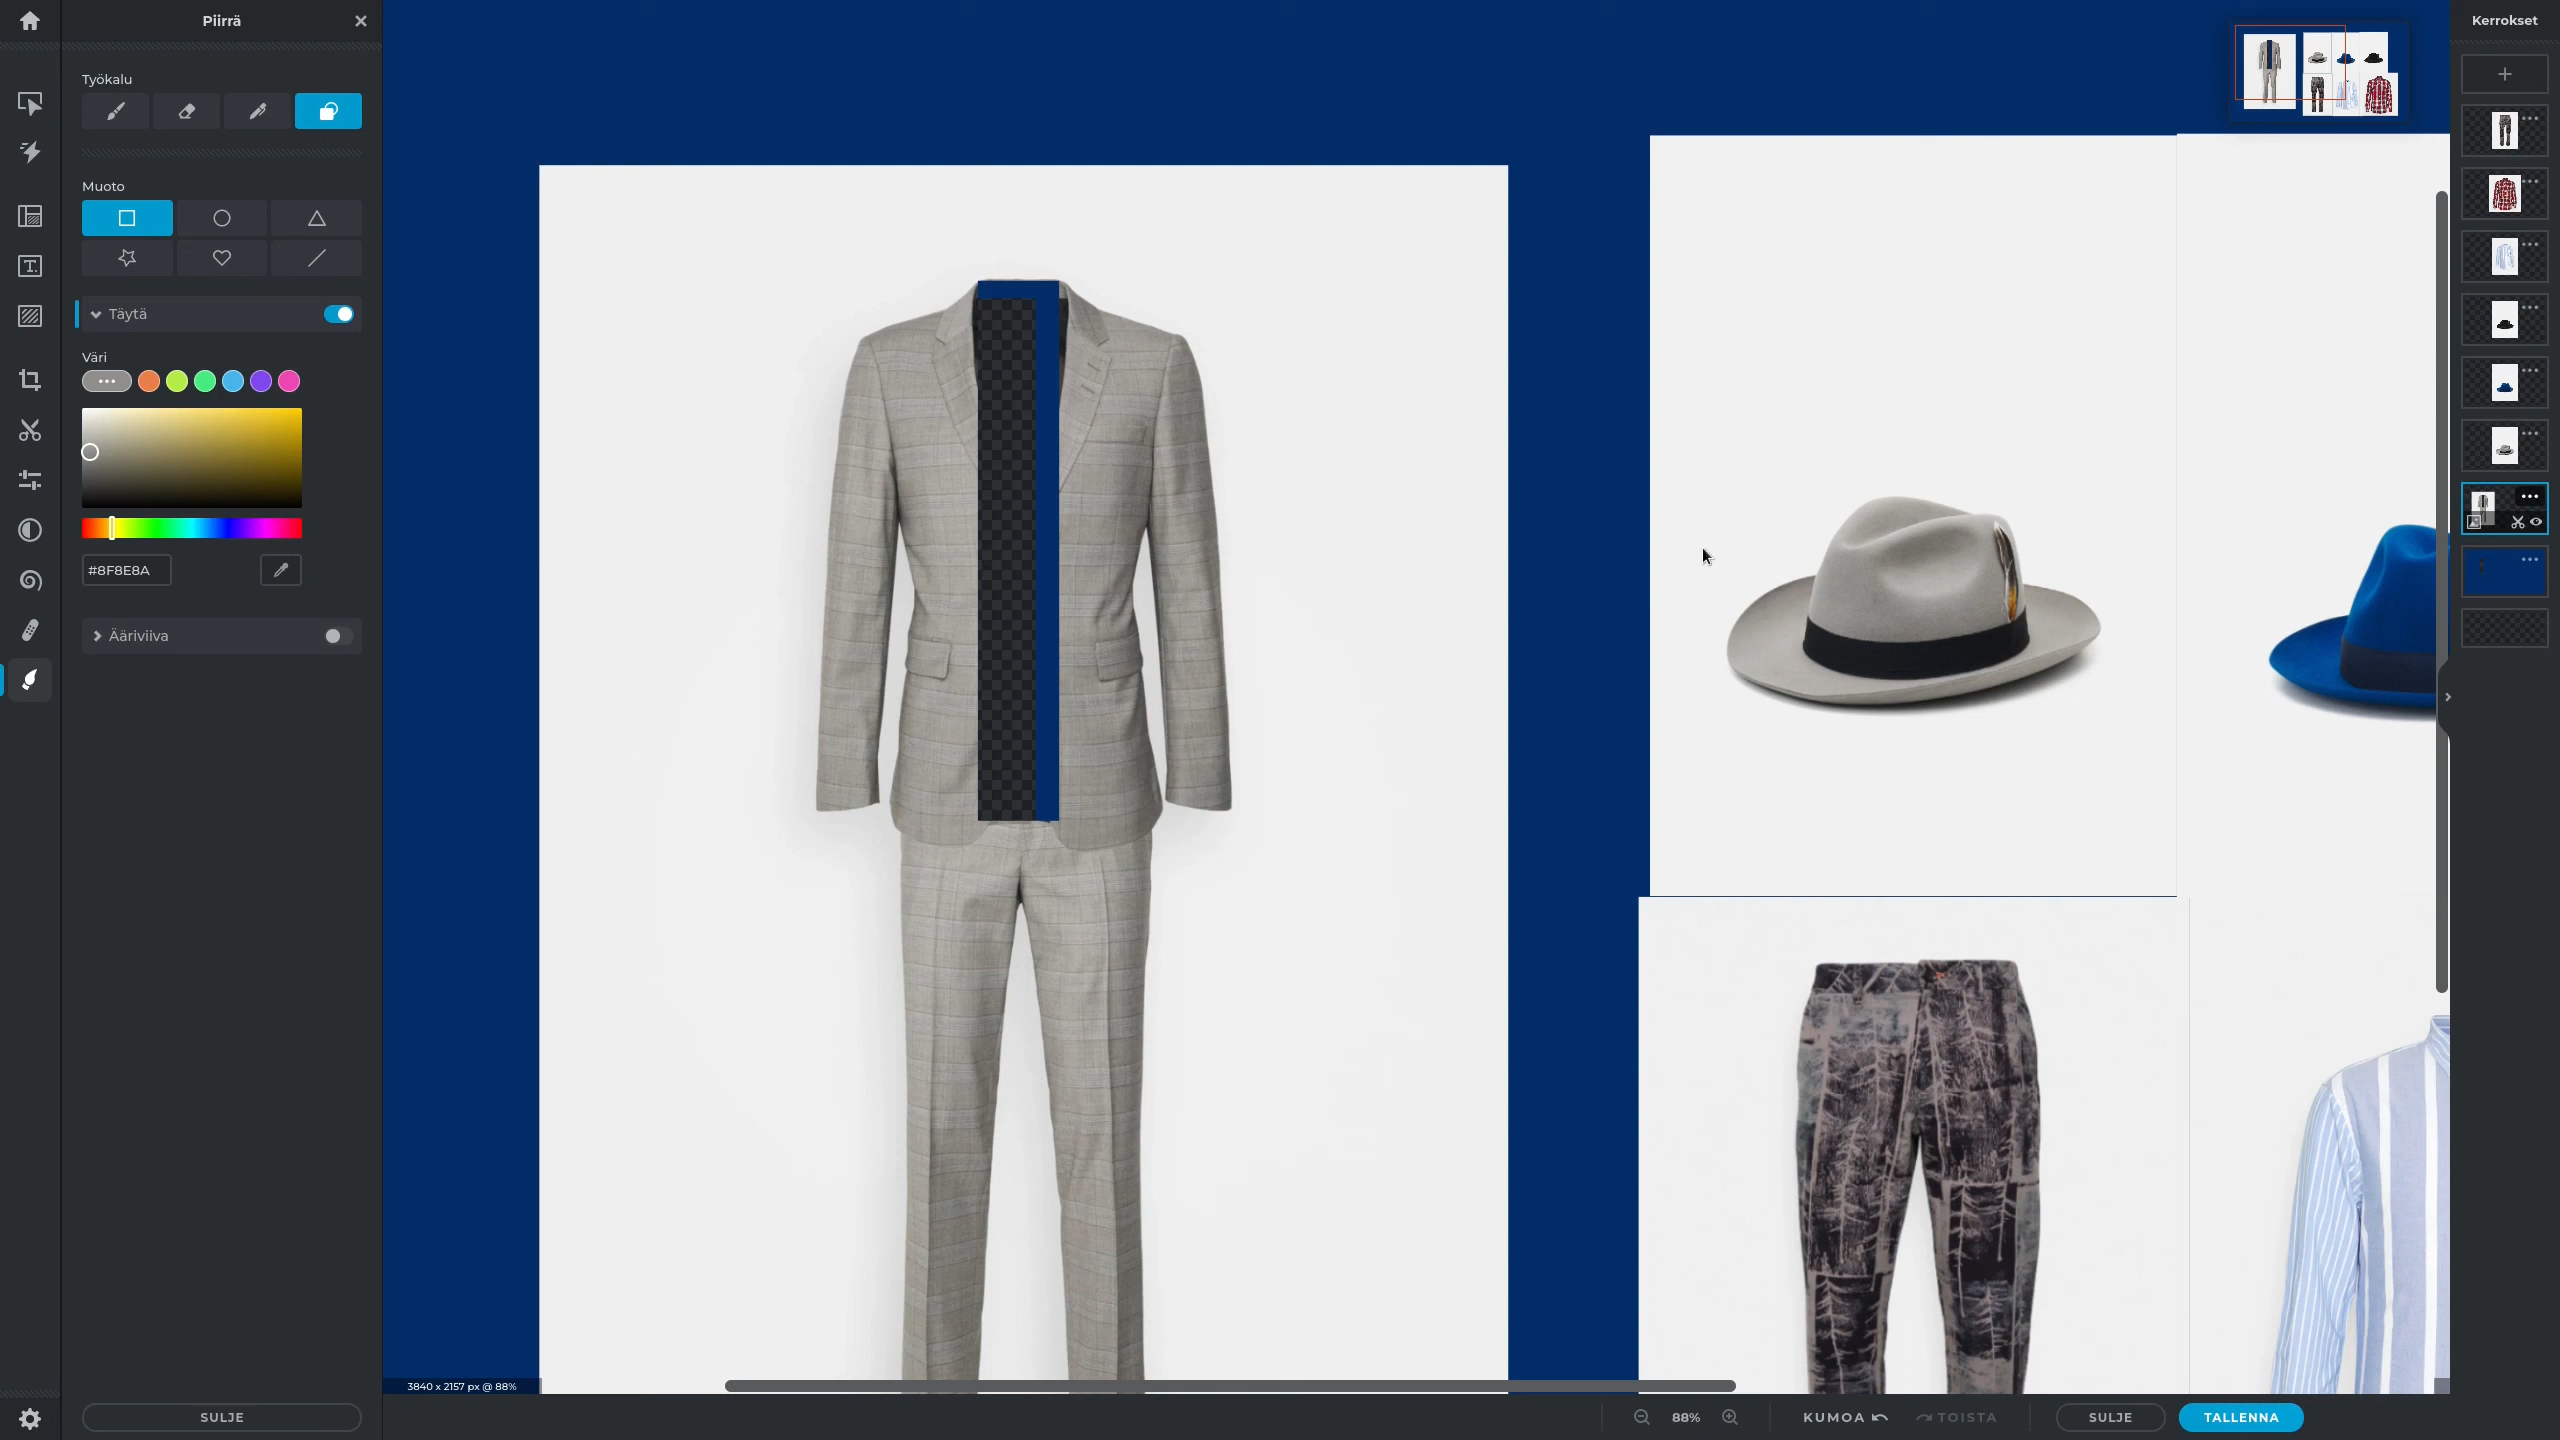 Piirrä
Kerrokset
Työkalu
Muoto
Täytä
Väri
#8F8E8A
Ääriviiva
3840 x 2157 px @ 88%
SULJE
88%
KUMOA
TOISTA
SULJE
TALLENNA